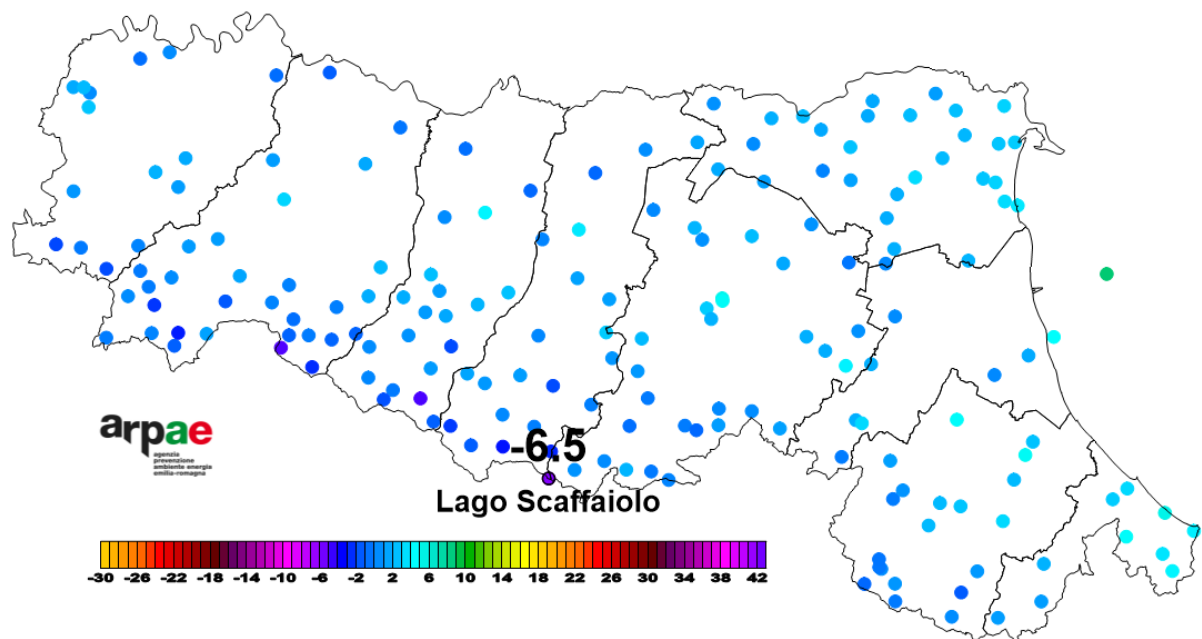 arpae
agenzia
prevenzione
ambiente energia
emilia-romagna
-6.5
Lago Scaffaiolo
-30 -26 -22 -18 -14 -10 -6 -2 2 6 10 14 18 22 26 30 34 38 42